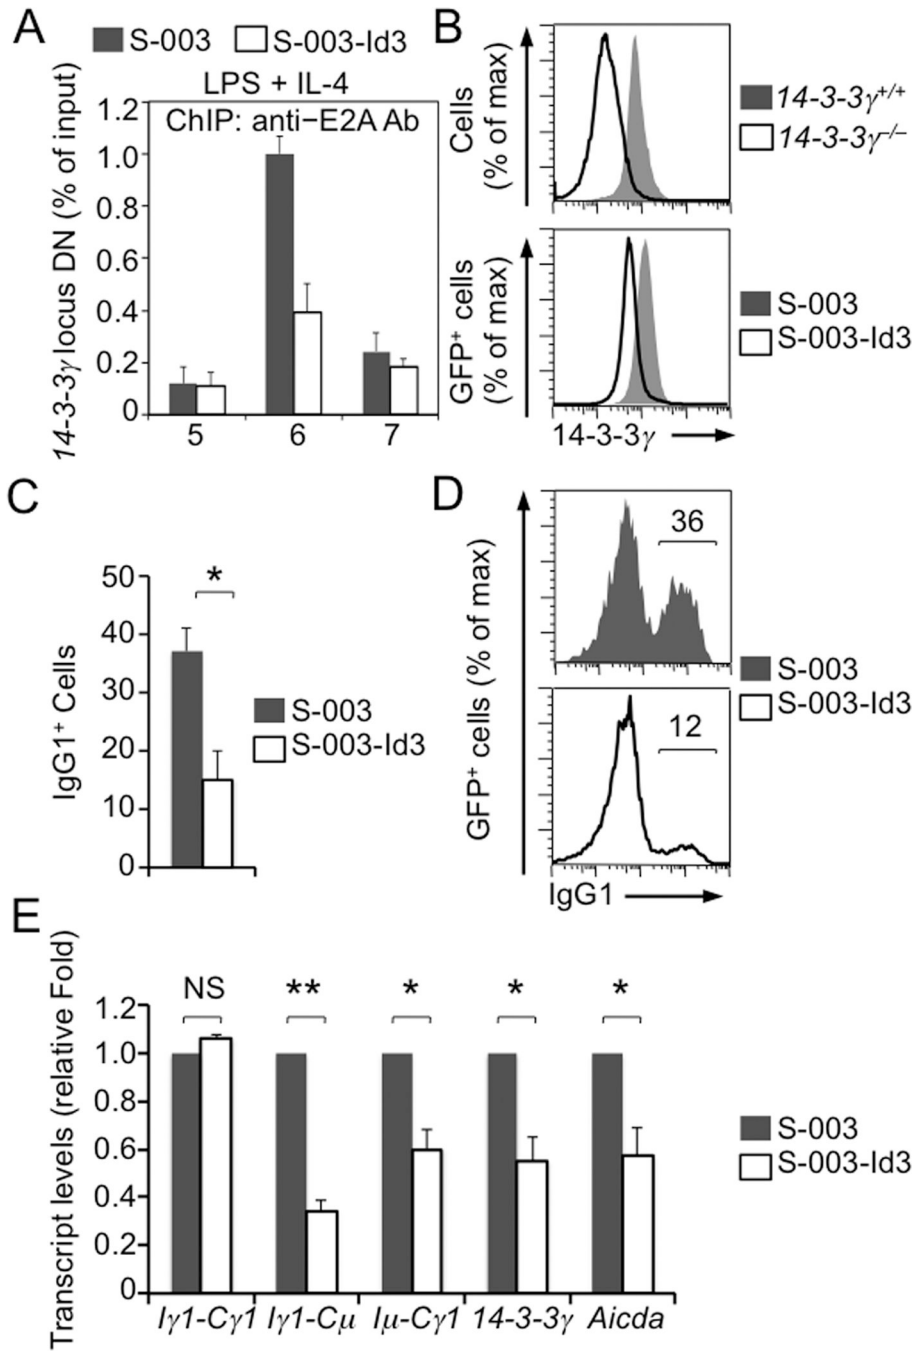 A
S-003 S-003-Id3
LPS + IL-4
ChIP: anti−E2A Ab
14-3-3γ locus DN (% of input)
1.2
1.0
0.8
0.6
0.4
0.2
0
5 6 7
B
Cells
(% of max)
14-3-3γ+/+
14-3-3γ−/−
GFP+ cells
(% of max)
S-003
S-003-Id3
14-3-3γ
C
IgG1+ Cells
50
40
30
20
10
0
*
S-003
S-003-Id3
D
GFP+ cells (% of max)
36
12
S-003
S-003-Id3
IgG1
E
Transcript levels (relative Fold)
NS ** * * *
1.2
1.0
0.8
0.6
0.4
0.2
0
Iγ1-Cγ1 Iγ1-Cμ Iμ-Cγ1 14-3-3γ Aicda
S-003
S-003-Id3